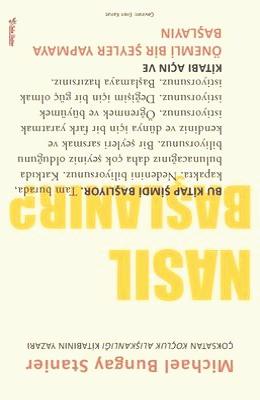 Michael Bungay Stanier
ÇOKSATAN KOÇLUK ALIŞKANLIĞI KİTABININ YAZARI
NASIL
BAŞLANIR?
BU KİTAP ŞİMDİ BAŞLIYOR. Tam burada,
kapakta. Nedenini biliyorsunuz. Katkıda
bulunacağınız daha çok şeyiniz olduğunu
biliyorsunuz. Bir şeyleri sarsmak ve
kendiniz ve dünya için bir fark yaratmak
istiyorsunuz. Öğrenmek ve büyümek
istiyorsunuz. Değişim için bir güç olmak
istiyorsunuz. Başlamaya hazırsınız.
KİTABI AÇIN VE
ÖNEMLİ BİR ŞEYLER YAPMAYA
BAŞLAYIN